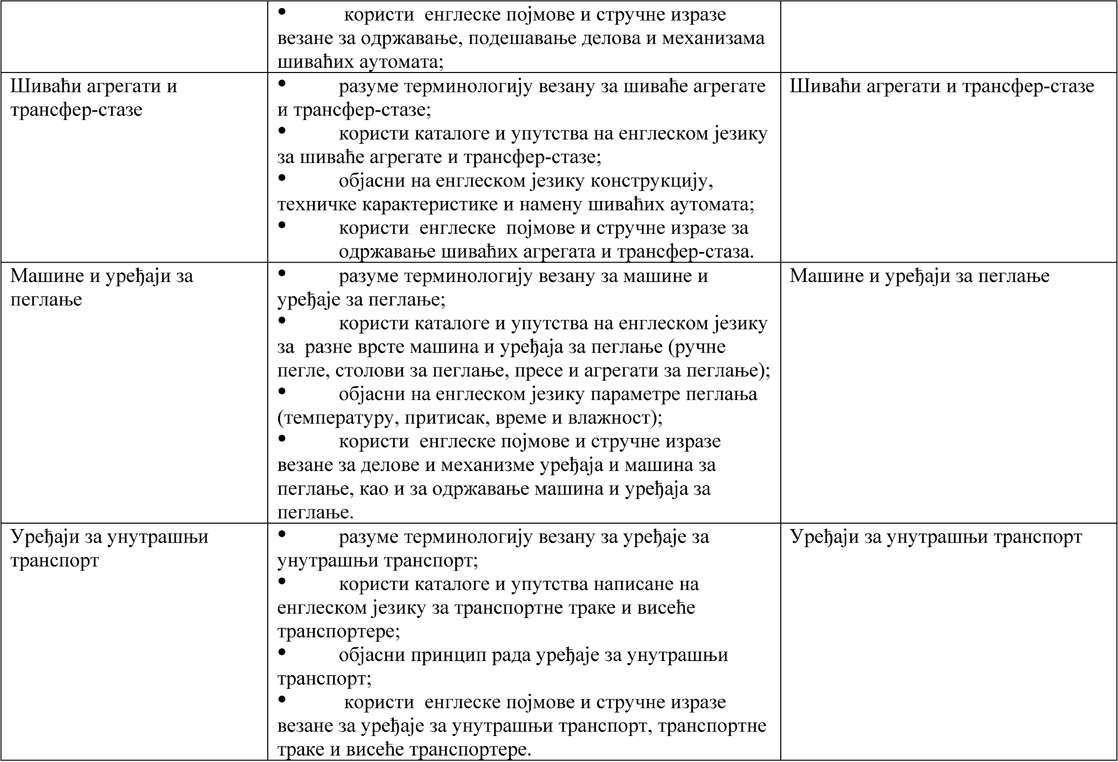 • користи енглеске појмове и стручне изразе
везане за одржавање, подешавање делова и механизама
шиваћих аутомата;
Шиваћи агрегати и
трансфер-стазе
• разуме терминологију везану за шиваће агрегате
и трансфер-стазе;
• користи каталоге и упутства на енглеском језику
за шиваће агрегате и трансфер-стазе;
• објасни на енглеском језику конструкцију,
техничке карактеристике и намену шиваћих аутомата;
• користи енглеске појмове и стручне изразе за
одржавање шиваћих агрегата и трансфер-стаза.
Шиваћи агрегати и трансфер-стазе
Машине и уређаји за
пеглање
• разуме терминологију везану за машине и
уређаје за пеглање;
• користи каталоге и упутства на енглеском језику
за разне врсте машина и уређаја за пеглање (ручне
пегле, столови за пеглање, пресе и агрегати за пеглање);
• објасни на енглеском језику параметре пеглања
(температуру, притисак, време и влажност);
• користи енглеске појмове и стручне изразе
везане за делове и механизме уређаја и машина за
пеглање, као и за одржавање машина и уређаја за
пеглање.
Машине и уређаји за пеглање
Уређаји за унутрашњи
транспорт
• разуме терминологију везану за уређаје за
унутрашњи транспорт;
• користи каталоге и упутства написане на
енглеском језику за транспортне траке и висеће
транспортере;
• објасни принцип рада уређаје за унутрашњи
транспорт;
• користи енглеске појмове и стручне изразе
везане за уређаје за унутрашњи транспорт, транспортне
траке и висеће транспортере.
Уређаји за унутрашњи транспорт